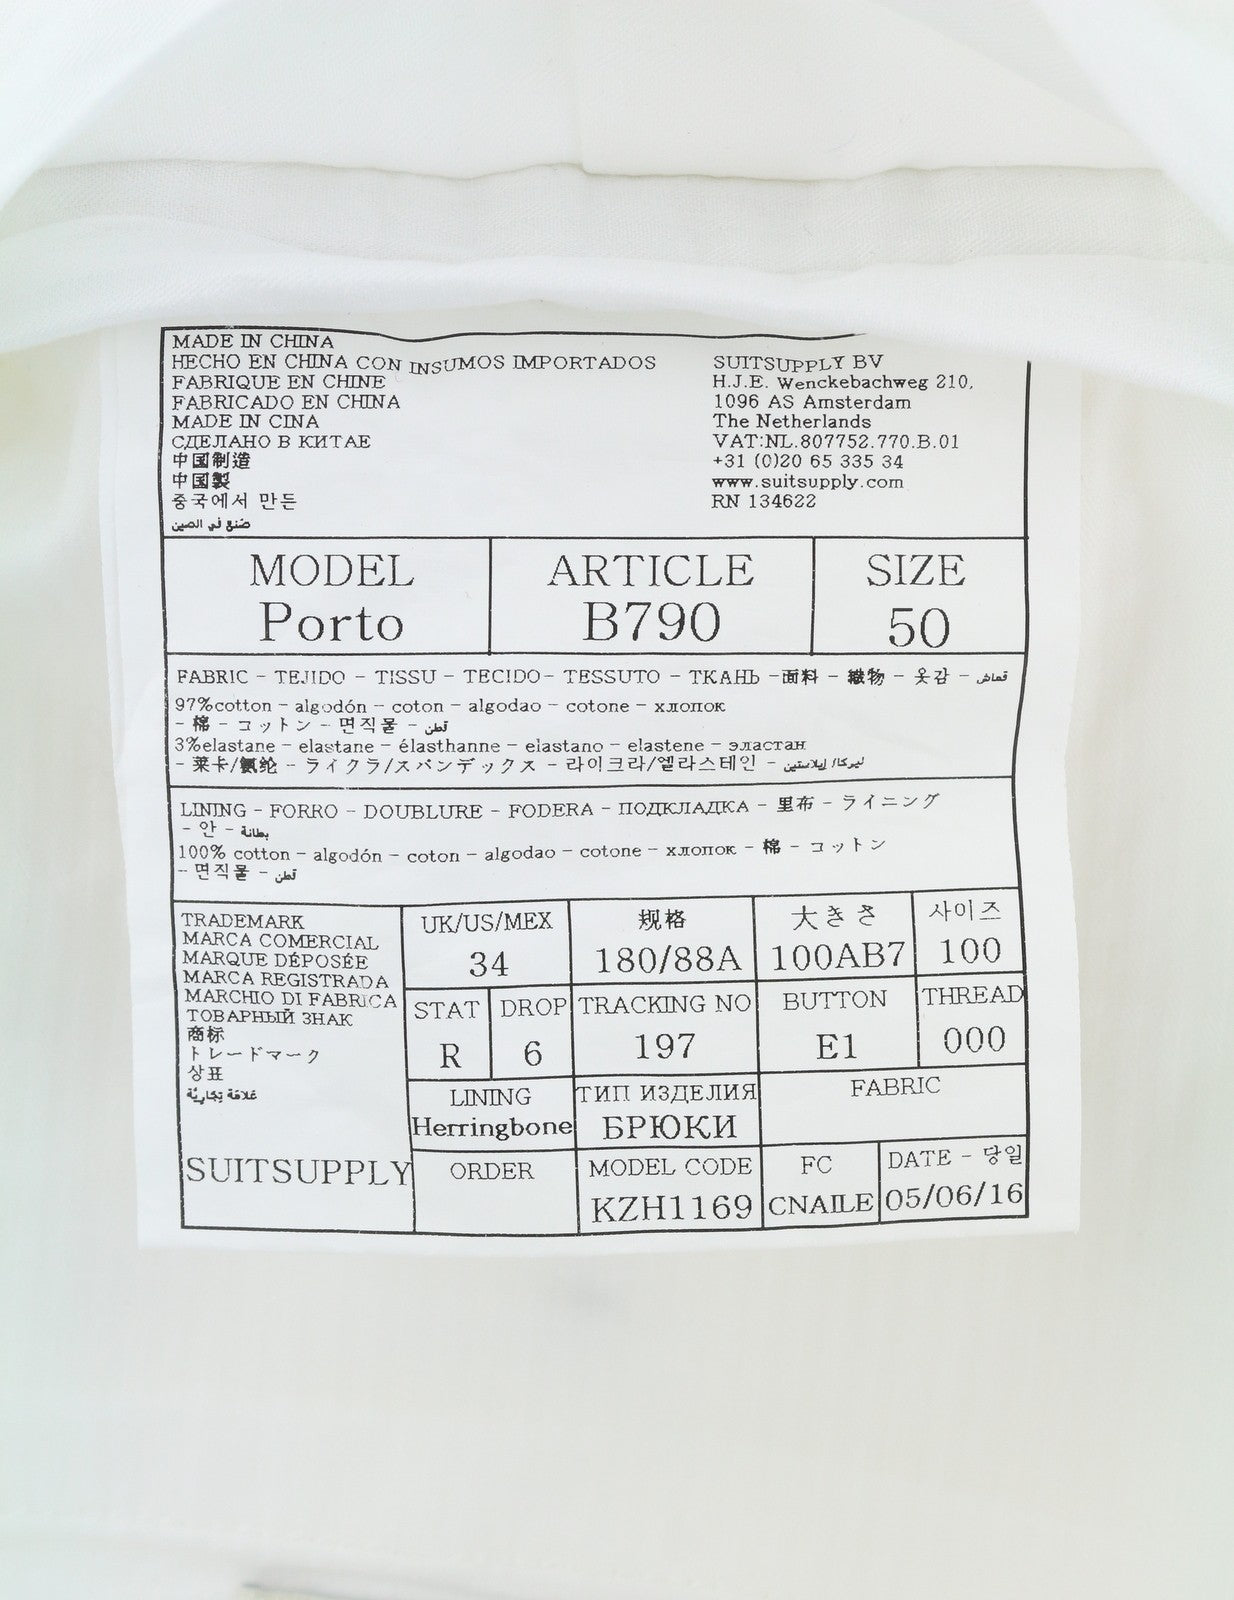 MADE IN CHINA
HECHO EN CHINA CON INSUMOS IMPORTADOS
FABRIQUE EN CHINE
FABRICADO EN CHINA
MADE IN CINA
СДЕЛАНО В КИТАЕ
中国制造
中国製
중국에서 만든
صنع في الصين
SUITSUPPLY BV
H.J.E. Wenckebachweg 210,
1096 AS Amsterdam
The Netherlands
VAT:NL.807752.770.B.01
+31 (0)20 65 335 34
www.suitsupply.com
RN 134622
MODEL
Porto
ARTICLE
B790
SIZE
50
FABRIC - TEJIDO - TISSU - TECIDO- TESSUTO - ТКАНЬ -面料 - 織物 - 옷감 - قماش
97%cotton - algodón - coton - algodao - cotone - хлопок
- 棉 - コットン - 면직물 - قطن
3%elastane - elastane - élasthanne - elastano - elastene - эластан
- 莱卡/氨纶 - ライクラ/スパンデックス - 라이크라/엘라스테인 - ليركا/ إيلاستين
LINING - FORRO - DOUBLURE - FODERA - ПОДКЛАДКА - 里布 - ライニング
- 안 - بطانة
100% cotton - algodón - coton - algodao - cotone - хлопок - 棉 - コットン
- 면직물 - قطن
TRADEMARK
MARCA COMERCIAL
MARQUE DÉPOSÉE
MARCA REGISTRADA
MARCHIO DI FABRICA
ТОВАРНЫЙ ЗНАК
商标
トレードマーク
상표
علامة تجارية
SUITSUPPLY
UK/US/MEX
34
规格
180/88A
大きさ
100AB7
사이즈
100
STAT
R
DROP
6
TRACKING NO
197
BUTTON
E1
THREAD
000
LINING
Herringbone
ТИП ИЗДЕЛИЯ
БРЮКИ
FABRIC
ORDER
MODEL CODE
KZH1169
FC
CNAILE
DATE - 당일
05/06/16